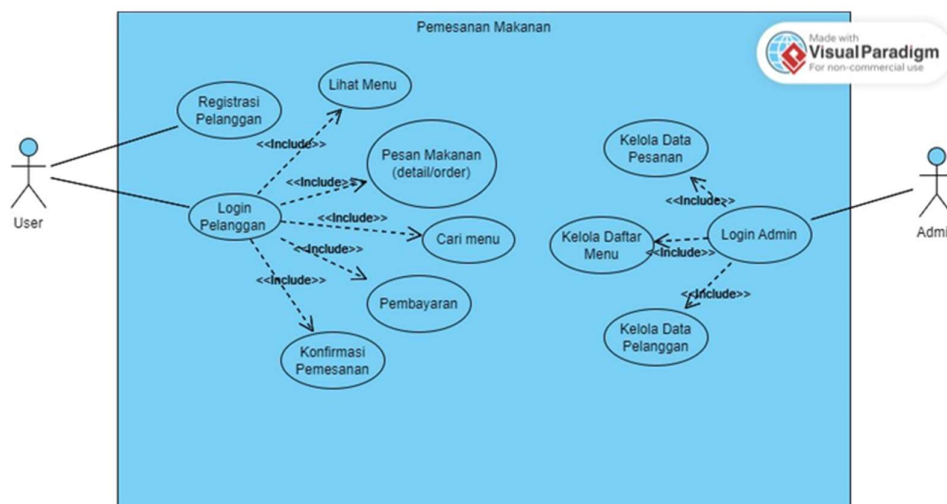 Pemesanan Makanan
Made with
VisualParadigm
For non-commercial use
Registrasi
Pelanggan
Lihat Menu
<<Include>>
Pesan Makanan
(detail/order)
<<Include>>
Login
Pelanggan
<<Include>>
Cari menu
<<Include>>
Pembayaran
<<Include>>
Konfirmasi
Pemesanan
User
Kelola Data
Pesanan
<<Include>>
Kelola Daftar
Menu
<<Include>>
Login Admin
<<Include>>
Kelola Data
Pelanggan
Admi